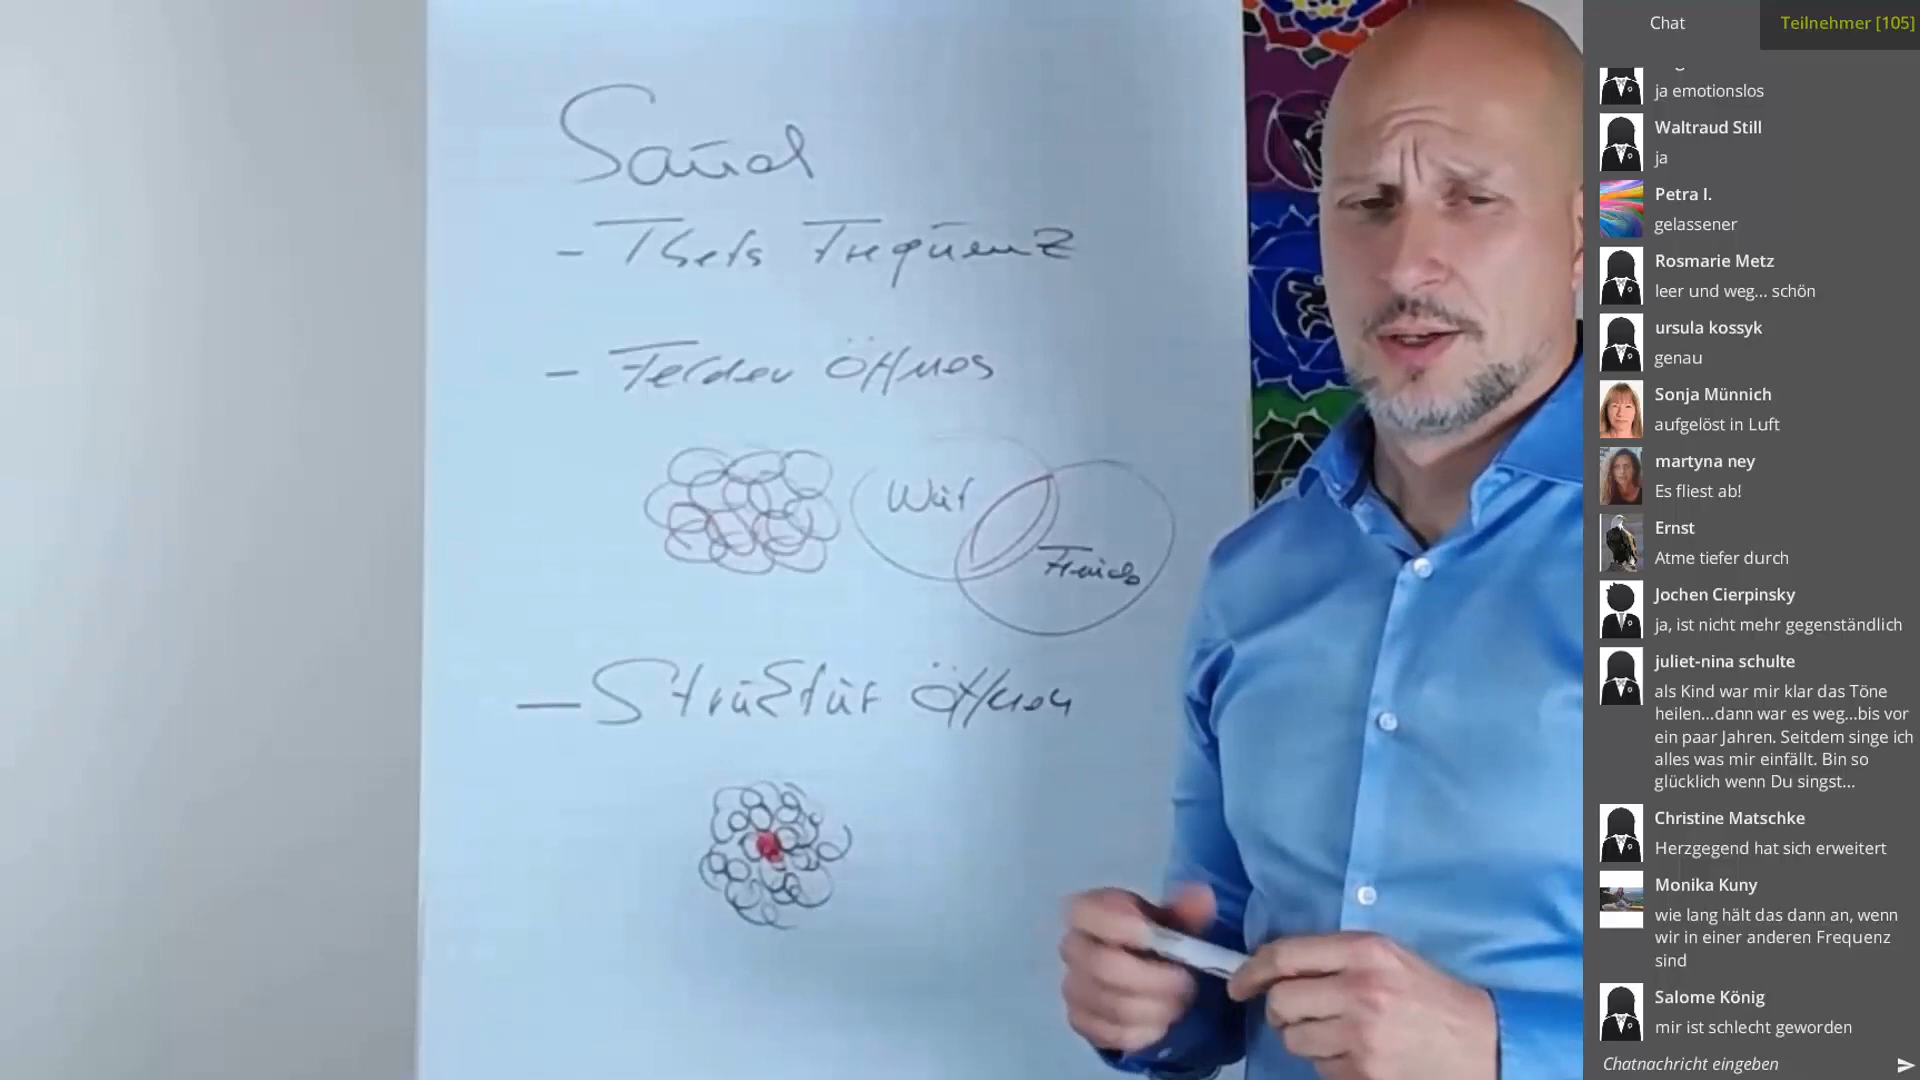 Sound
- Theta Frequenz
- Felder öffnen
Wut
Freude
- Struktur öffnen
Chat
Teilnehmer [105]
ja emotionslos
Waltraud Still
ja
Petra I.
gelassener
Rosmarie Metz
leer und weg... schön
ursula kossyk
genau
Sonja Münnich
aufgelöst in Luft
martyna ney
Es fliest ab!
Ernst
Atme tiefer durch
Jochen Cierpinsky
ja, ist nicht mehr gegenständlich
juliet-nina schulte
als Kind war mir klar das Töne
heilen...dann war es weg...bis vor
ein paar Jahren. Seitdem singe ich
alles was mir einfällt. Bin so
glücklich wenn Du singst...
Christine Matschke
Herzgegend hat sich erweitert
Monika Kuny
wie lang hält das dann an, wenn
wir in einer anderen Frequenz
sind
Salome König
mir ist schlecht geworden
Chatnachricht eingeben